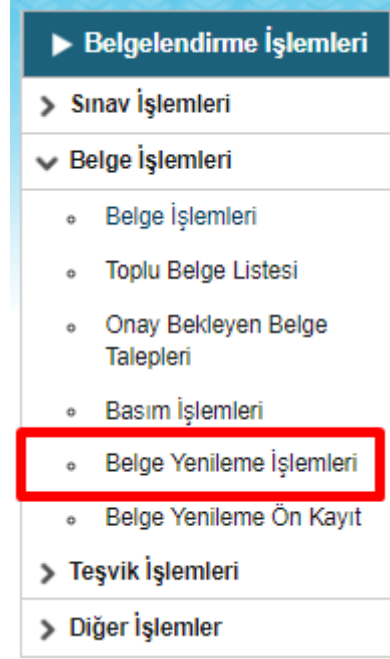 Belgelendirme İşlemleri
Sınav İşlemleri
Belge İşlemleri
Belge İşlemleri
Toplu Belge Listesi
Onay Bekleyen Belge
Talepleri
Basım İşlemleri
Belge Yenileme İşlemleri
Belge Yenileme Ön Kayıt
Teşvik İşlemleri
Diğer İşlemler